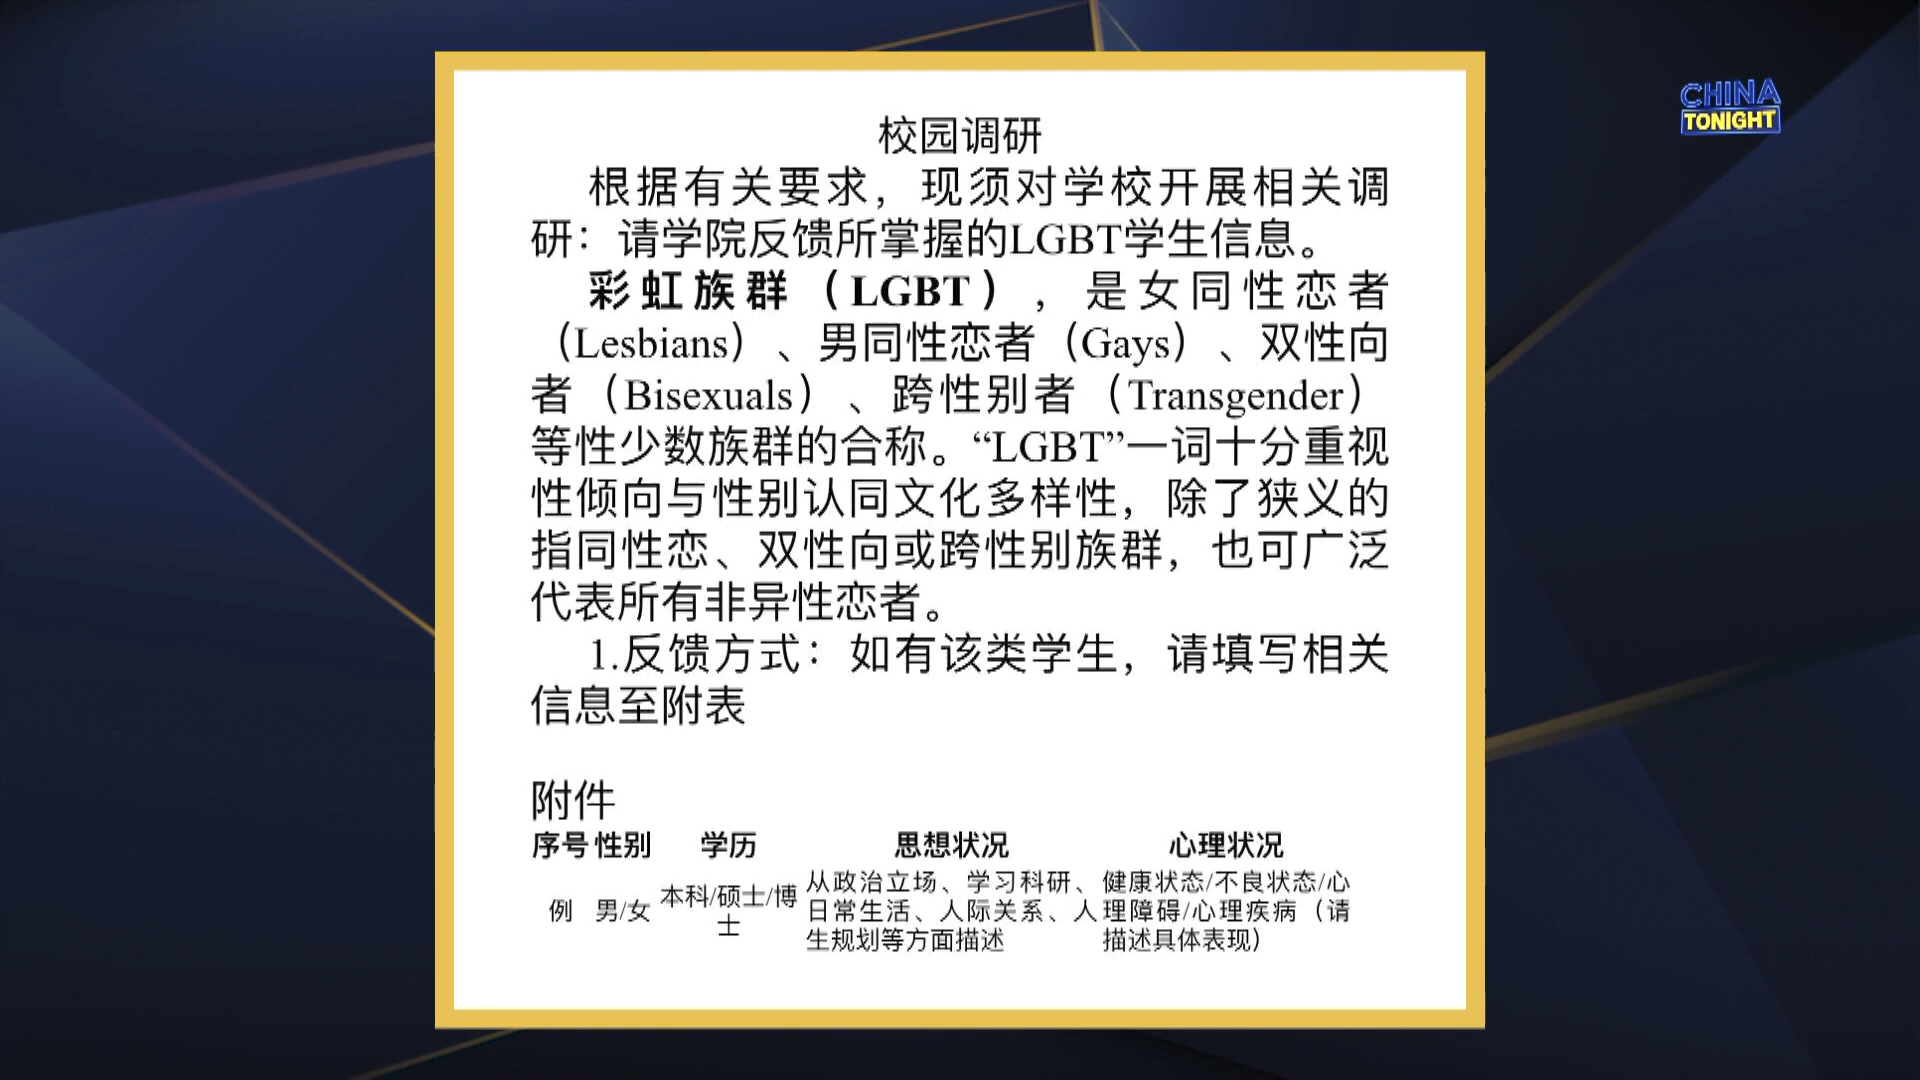 CHINA
TONIGHT
校园调研
根据有关要求，现须对学校开展相关调
研：请学院反馈所掌握的LGBT学生信息。
彩虹族群（LGBT），是女同性恋者
（Lesbians）、男同性恋者（Gays）、双性向
者（Bisexuals）、跨性别者（Transgender）
等性少数族群的合称。“LGBT”一词十分重视
性倾向与性别认同文化多样性，除了狭义的
指同性恋、双性向或跨性别族群，也可广泛
代表所有非异性恋者。
1.反馈方式：如有该类学生，请填写相关
信息至附表
附件
序号 性别 学历 思想状况 心理状况
例 男/女 本科/硕士/博
士
从政治立场、学习科研、
日常生活、人际关系、人
生规划等方面描述
健康状态/不良状态/心
理障碍/心理疾病（请
描述具体表现）